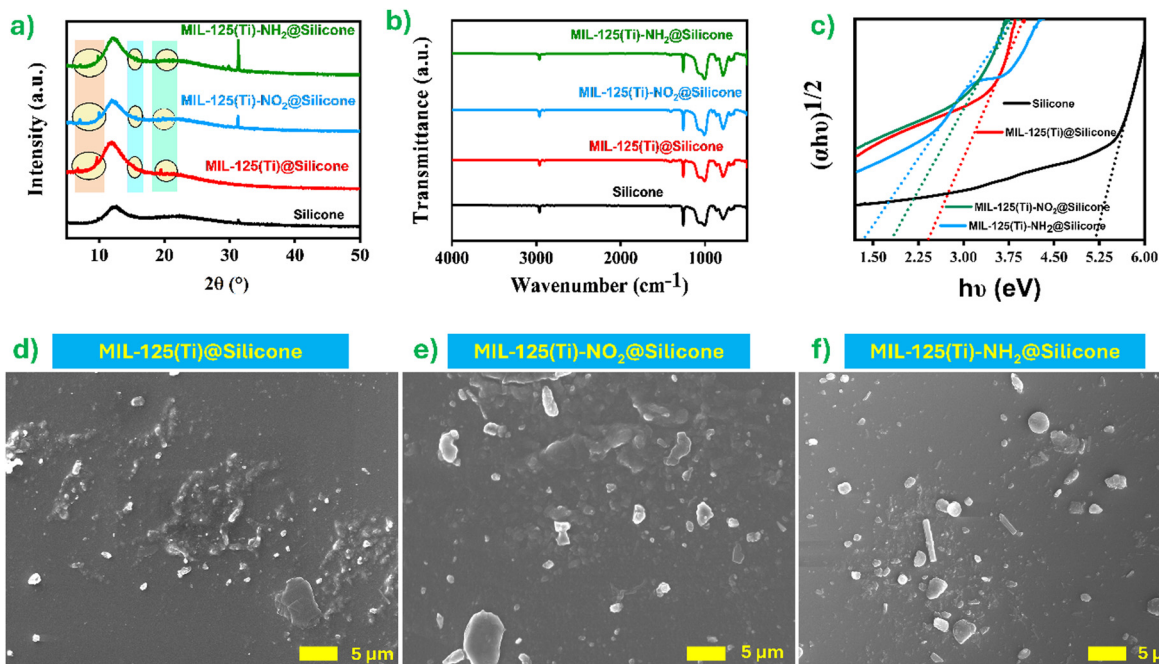 a)
Intensity (a.u.)
MIL-125(Ti)-NH₂@Silicone
MIL-125(Ti)-NO₂@Silicone
MIL-125(Ti)@Silicone
Silicone
10 20 30 40 50
2θ (°)
b)
Transmittance (a.u.)
MIL-125(Ti)-NH₂@Silicone
MIL-125(Ti)-NO₂@Silicone
MIL-125(Ti)@Silicone
Silicone
4000 3000 2000 1000
Wavenumber (cm⁻¹)
c)
(αhυ)1/2
Silicone
MIL-125(Ti)@Silicone
MIL-125(Ti)-NO₂@Silicone
MIL-125(Ti)-NH₂@Silicone
1.50 2.25 3.00 3.75 4.50 5.25 6.00
hυ (eV)
d) MIL-125(Ti)@Silicone
5 µm
e) MIL-125(Ti)-NO₂@Silicone
5 µm
f) MIL-125(Ti)-NH₂@Silicone
5 µm